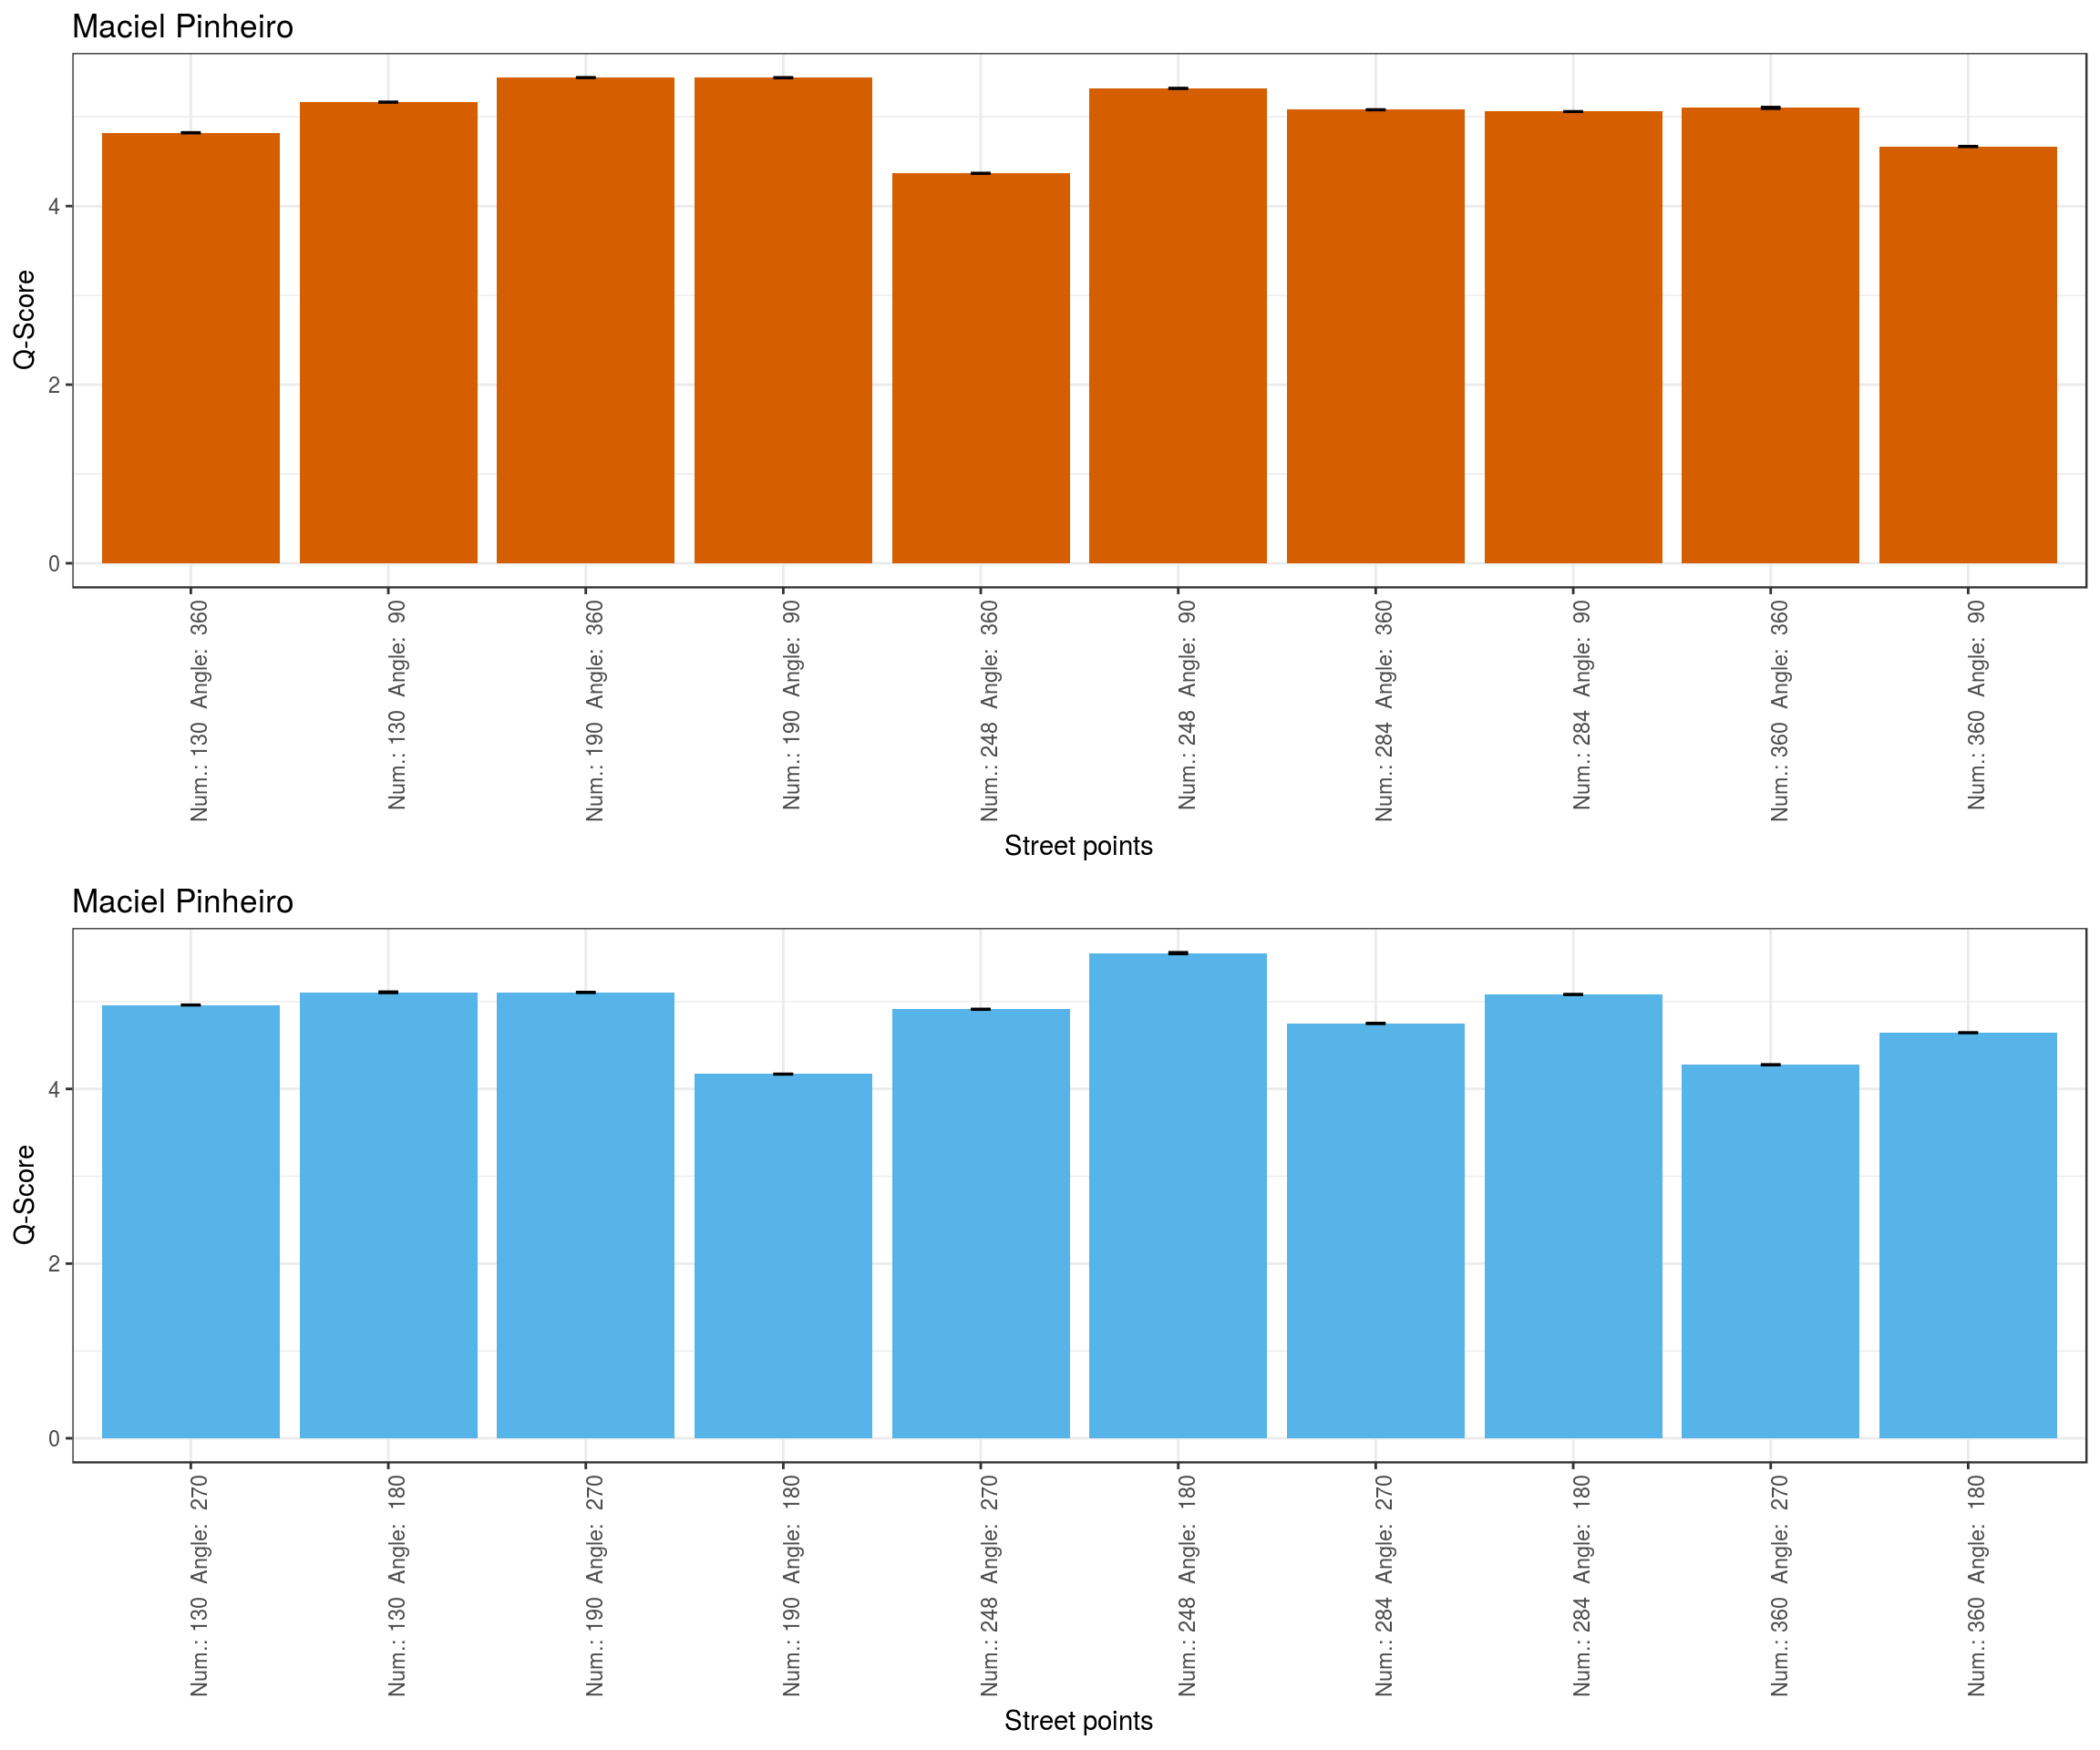 Maciel Pinheiro
Q-Score
4
2
0
Num.: 130 Angle: 360
Num.: 130 Angle: 90
Num.: 190 Angle: 360
Num.: 190 Angle: 90
Num.: 248 Angle: 360
Num.: 248 Angle: 90
Num.: 284 Angle: 360
Num.: 284 Angle: 90
Num.: 360 Angle: 360
Num.: 360 Angle: 90
Street points
Maciel Pinheiro
Q-Score
4
2
0
Num.: 130 Angle: 270
Num.: 130 Angle: 180
Num.: 190 Angle: 270
Num.: 190 Angle: 180
Num.: 248 Angle: 270
Num.: 248 Angle: 180
Num.: 284 Angle: 270
Num.: 284 Angle: 180
Num.: 360 Angle: 270
Num.: 360 Angle: 180
Street points